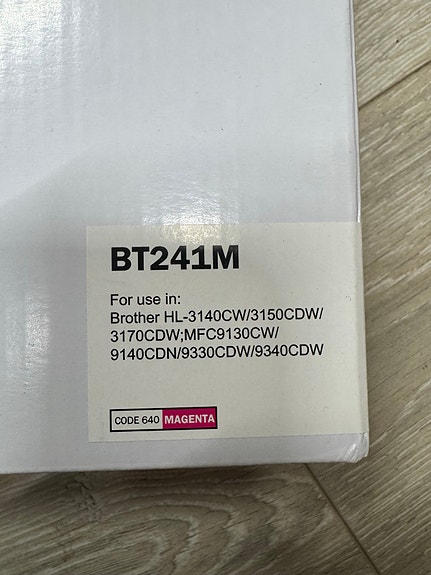 BT241M
For use in:
Brother HL-3140CW/3150CDW/
3170CDW;MFC9130CW/
9140CDN/9330CDW/9340CDW
CODE 640 MAGENTA